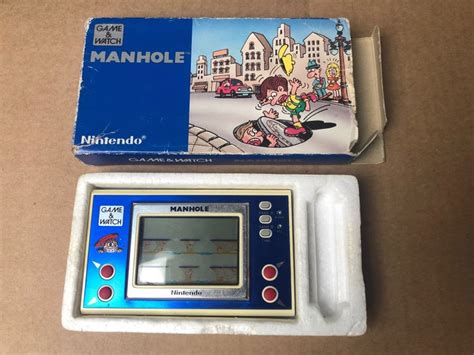 GAME & WATCH
MANHOLE
Nintendo®
GAME & WATCH
GAME & WATCH
MANHOLE
Nintendo